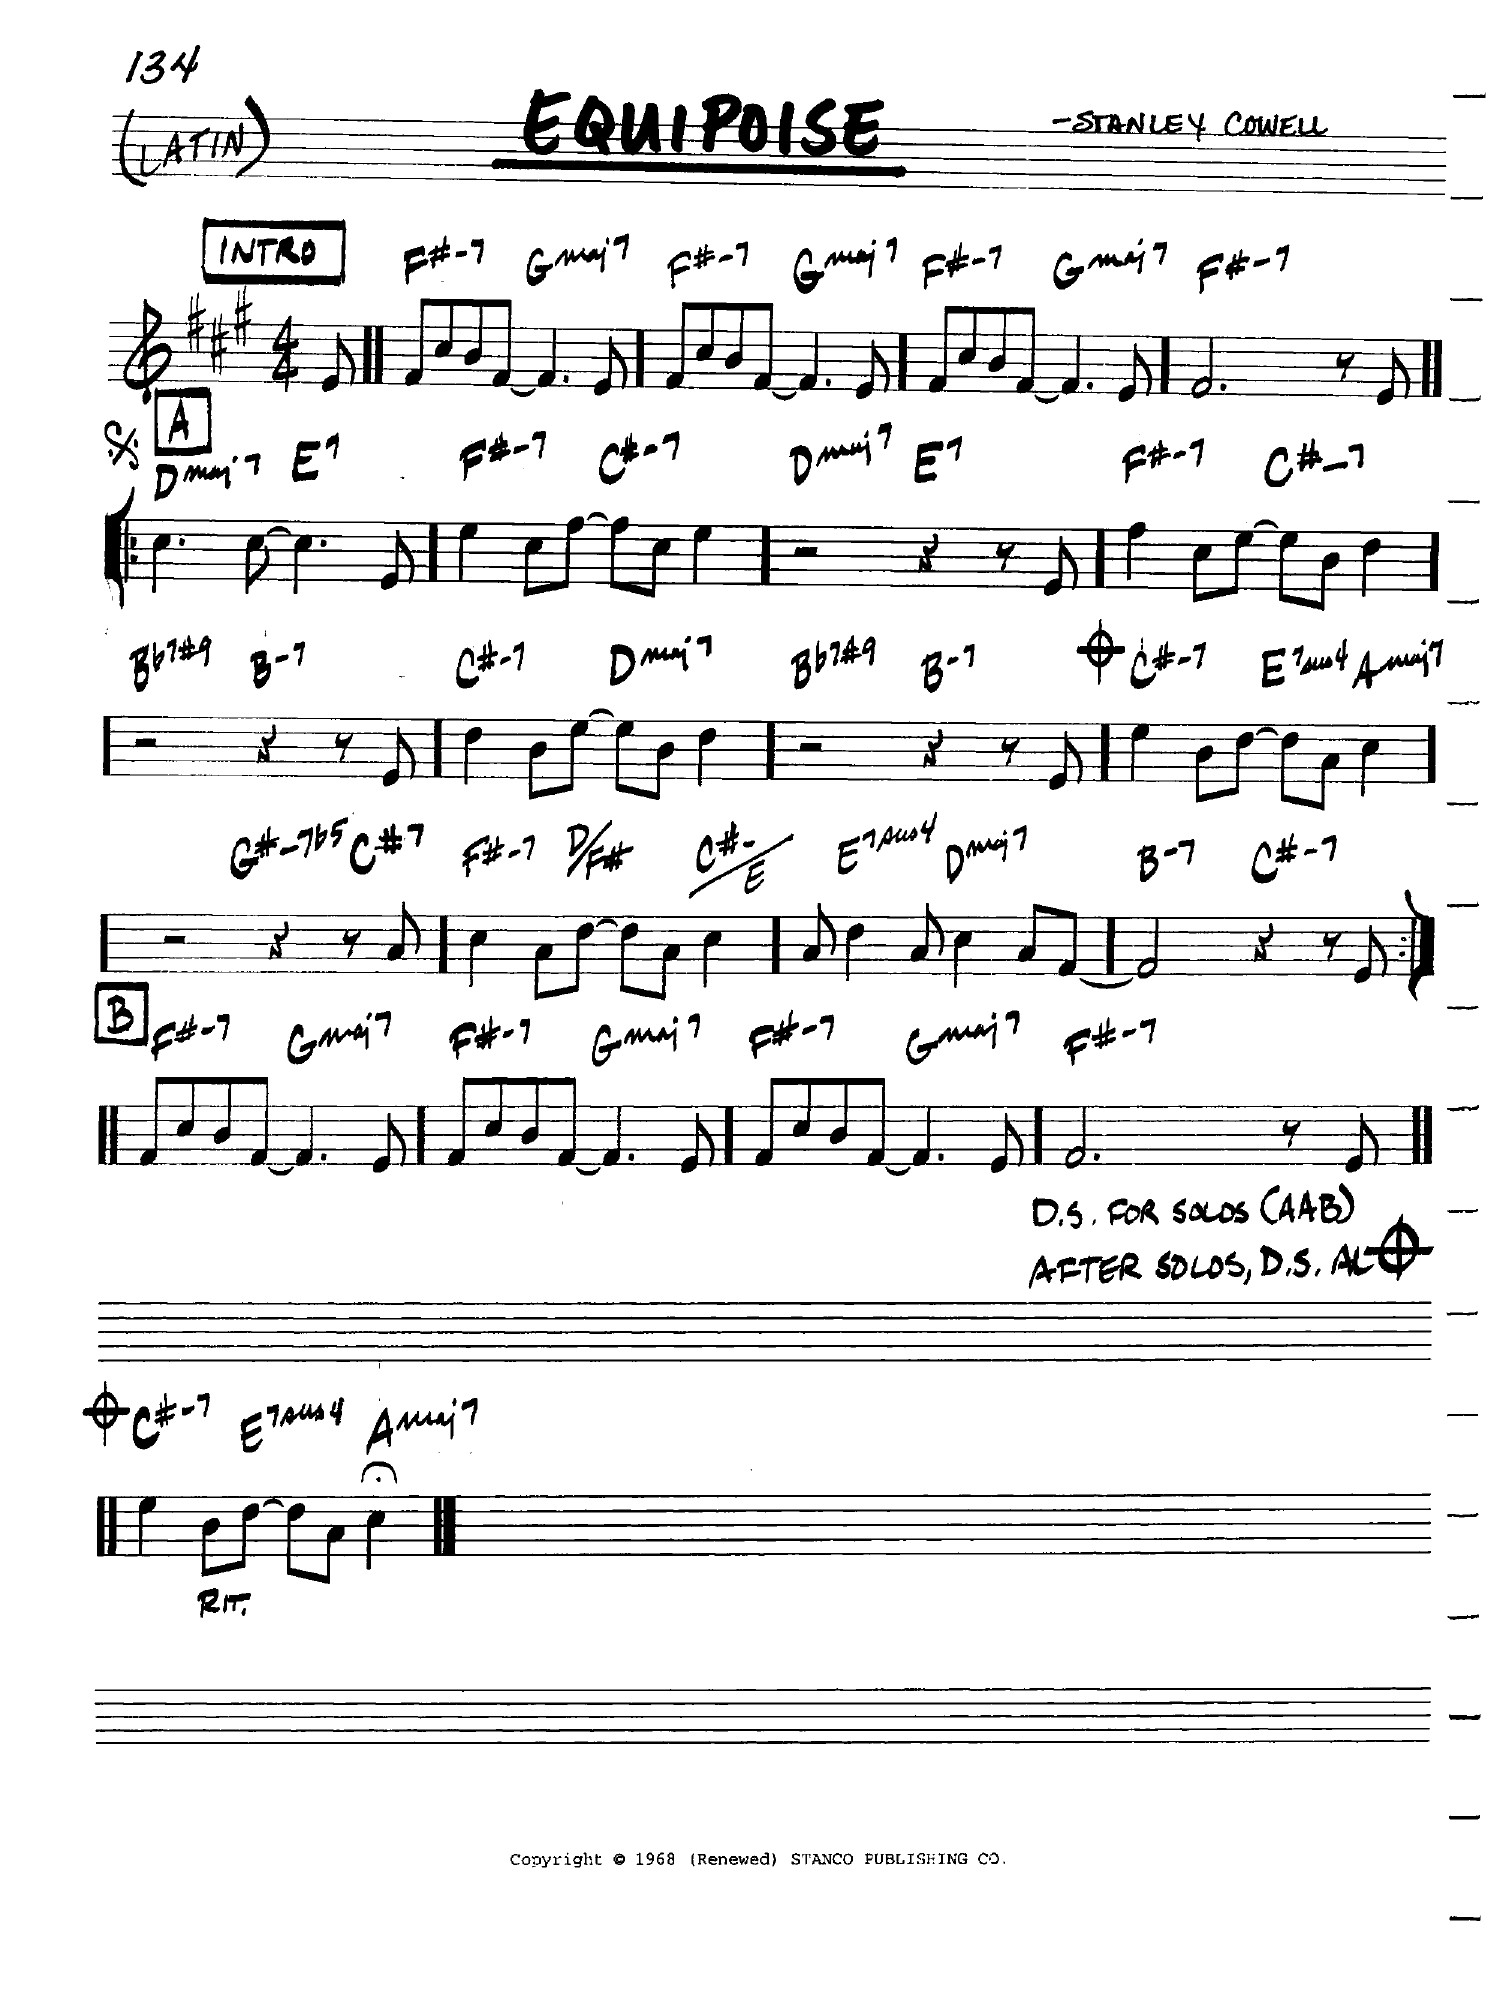 134
(LATIN) EQUIPOISE -STANLEY COWELL
INTRO F#-7 Gmaj7 F#-7 Gmaj7 F#-7 Gmaj7 F#-7
4/4
A
Dmaj7 E7 F#-7 C#-7 Dmaj7 E7 F#-7 C#-7
Bb7#9 B-7 C#-7 Dmaj7 Bb7#9 B-7 C#-7 E7sus4 Amaj7
G#-7b5 C#7 F#-7 D/F# C#-/E E7sus4 Dmaj7 B-7 C#-7
B F#-7 Gmaj7 F#-7 Gmaj7 F#-7 Gmaj7 F#-7
D.S. FOR SOLOS (AAB)
AFTER SOLOS, D.S. AL
C#-7 E7sus4 Amaj7
RIT.
Copyright © 1968 (Renewed) STANCO PUBLISHING CO.